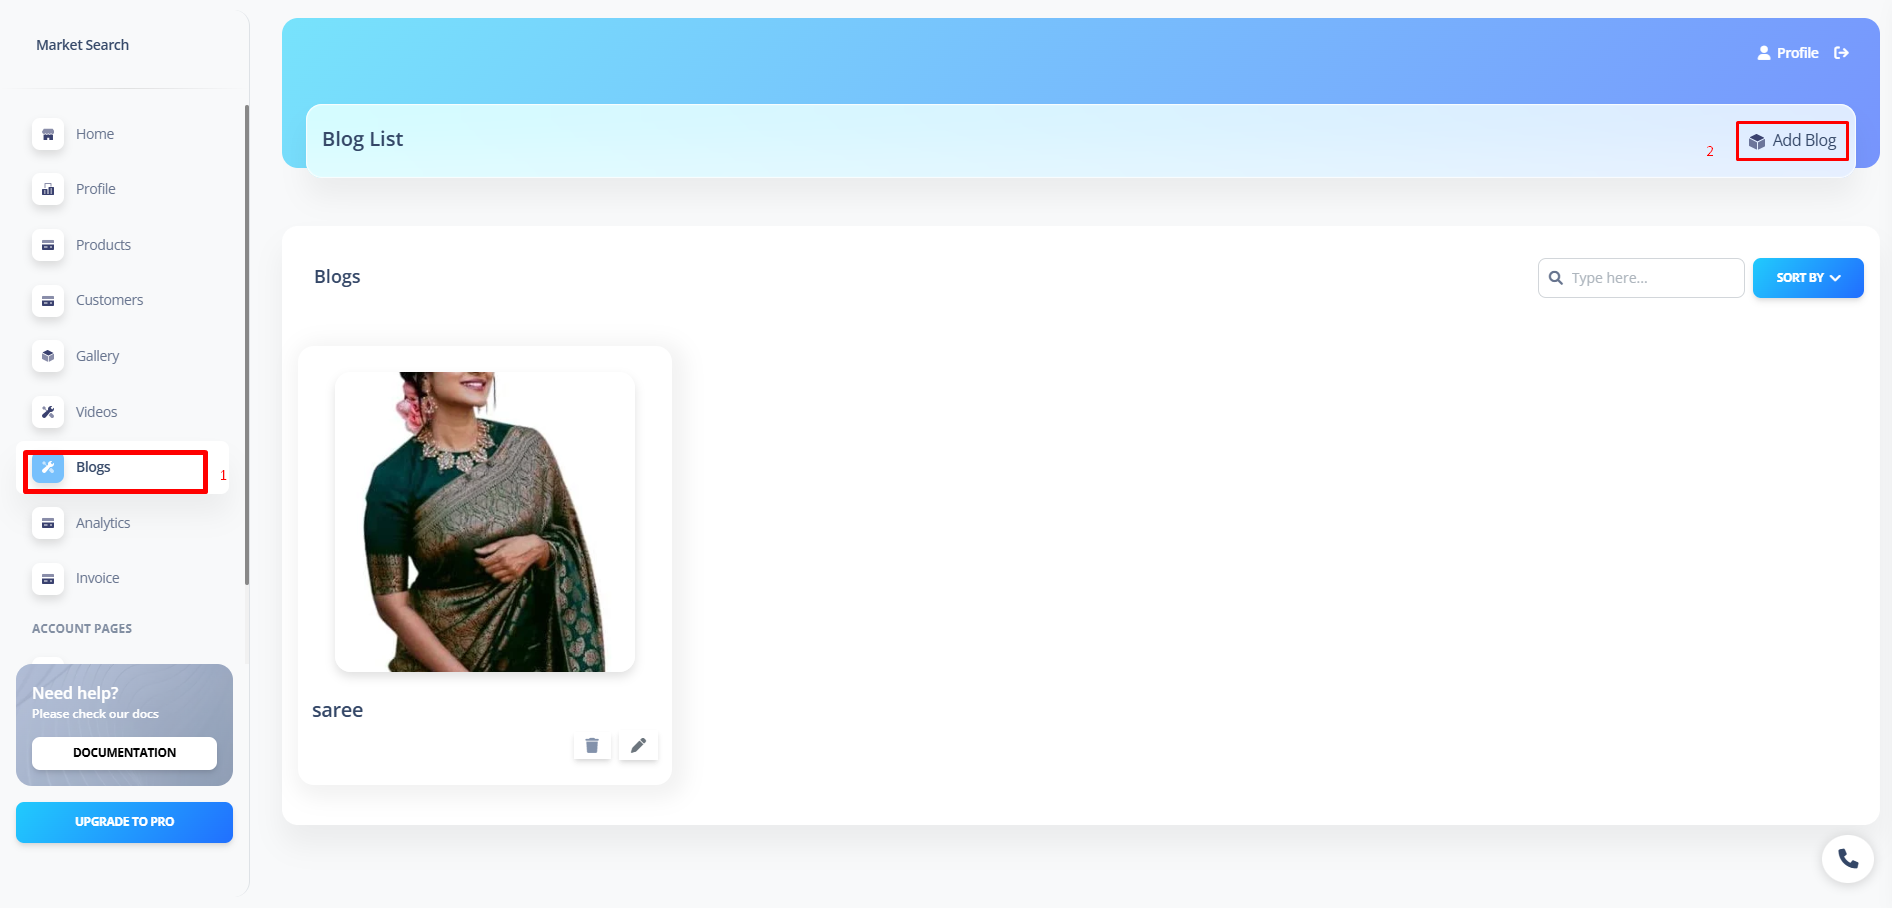 Market Search
Home
Profile
Products
Customers
Gallery
Videos
Blogs
1
Analytics
Invoice
ACCOUNT PAGES
Need help?
Please check our docs
DOCUMENTATION
UPGRADE TO PRO
Profile
Blog List
2
Add Blog
Blogs
Type here...
SORT BY
saree